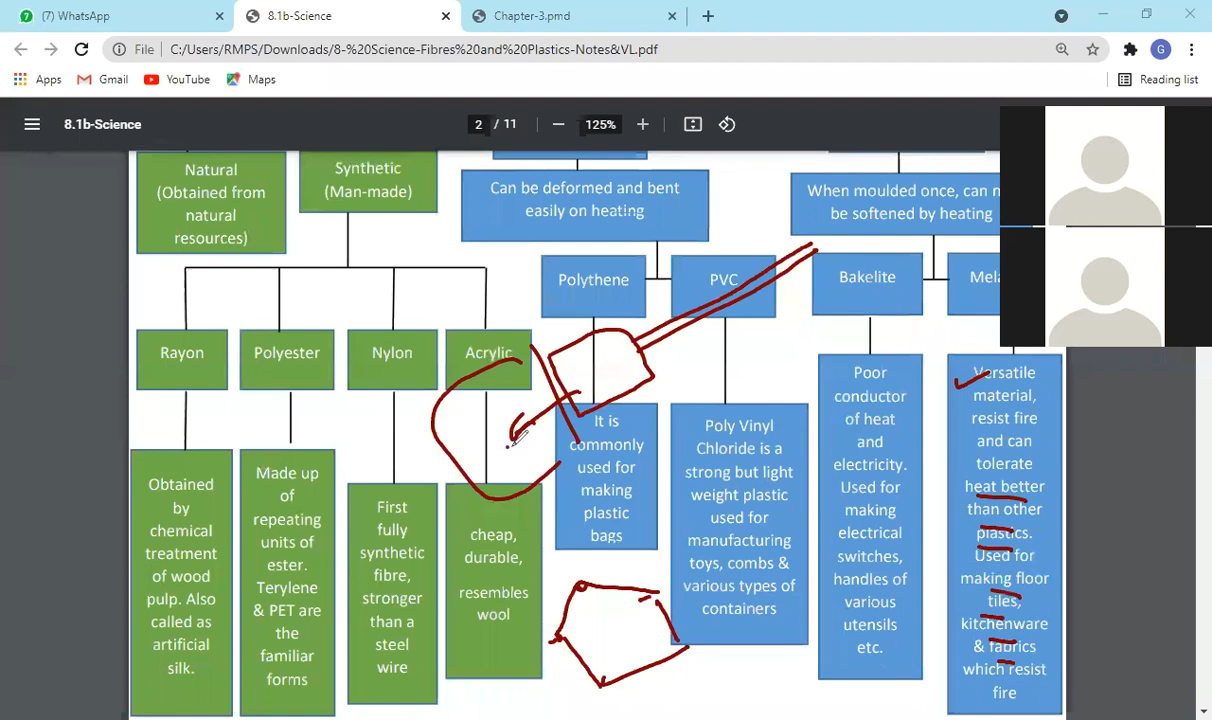 WhatsApp
8.1b-Science
Chapter-3.pmd
File
C:/Users/RMPS/Downloads/8-%20Science-Fibres%20and%20Plastics-Notes&VL.pdf
G
Apps
Gmail
YouTube
Maps
Reading list
8.1b-Science
2 / 11
125%
Natural
(Obtained from
natural
resources)
Synthetic
(Man-made)
Can be deformed and bent
easily on heating
When moulded once, can n
be softened by heating
Polythene
PVC
Bakelite
Mela
Rayon
Polyester
Nylon
Acrylic
Obtained
by
chemical
treatment
of wood
pulp. Also
called as
artificial
silk.
Made up
of
repeating
units of
ester.
Terylene
& PET are
the
familiar
forms
First
fully
synthetic
fibre,
stronger
than a
steel
wire
cheap,
durable,
resembles
wool
It is
commonly
used for
making
plastic
bags
Poly Vinyl
Chloride is a
strong but light
weight plastic
used for
manufacturing
toys, combs &
various types of
containers
Poor
conductor
of heat
and
electricity.
Used for
making
electrical
switches,
handles of
various
utensils
etc.
Versatile
material,
resist fire
and can
tolerate
heat better
than other
plastics.
Used for
making floor
tiles,
kitchenware
& fabrics
which resist
fire